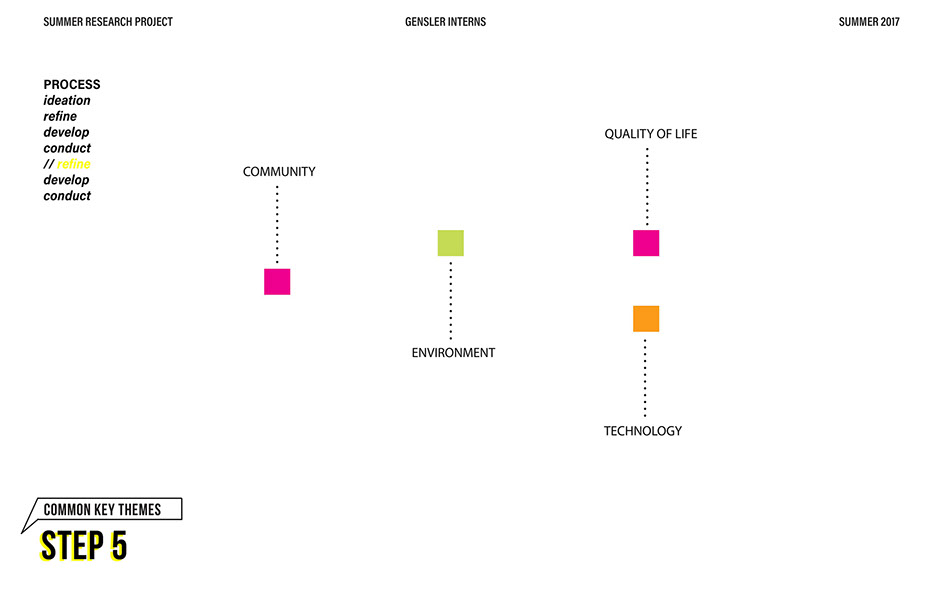 SUMMER RESEARCH PROJECT
GENSLER INTERNS
SUMMER 2017
PROCESS
ideation
refine
develop
conduct
// refine
develop
conduct
QUALITY OF LIFE
COMMUNITY
ENVIRONMENT
TECHNOLOGY
COMMON KEY THEMES
STEP 5